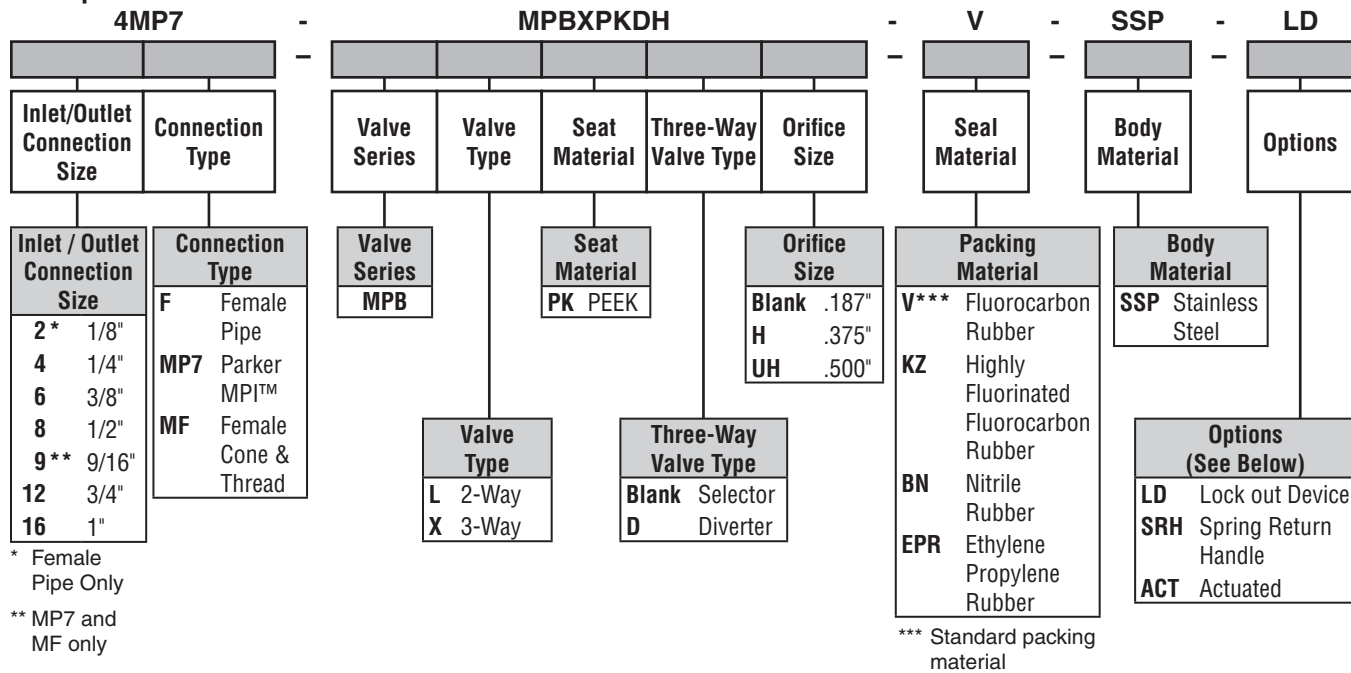 4MP7 - MPBXPKDH - V - SSP - LD
– – – –
Inlet/Outlet
Connection
Size
Connection
Type
Valve
Series
Valve
Type
Seat
Material
Three-Way
Valve Type
Orifice
Size
Seal
Material
Body
Material
Options
Inlet / Outlet
Connection
Size
2* 1/8"
4 1/4"
6 3/8"
8 1/2"
9** 9/16"
12 3/4"
16 1"
* Female
Pipe Only
** MP7 and
MF only
Connection
Type
F Female
Pipe
MP7 Parker
MPI™
MF Female
Cone &
Thread
Valve
Series
MPB
Valve
Type
L 2-Way
X 3-Way
Seat
Material
PK PEEK
Three-Way
Valve Type
Blank Selector
D Diverter
Orifice
Size
Blank .187"
H .375"
UH .500"
Packing
Material
V*** Fluorocarbon
Rubber
KZ Highly
Fluorinated
Fluorocarbon
Rubber
BN Nitrile
Rubber
EPR Ethylene
Propylene
Rubber
*** Standard packing
material
Body
Material
SSP Stainless
Steel
Options
(See Below)
LD Lock out Device
SRH Spring Return
Handle
ACT Actuated